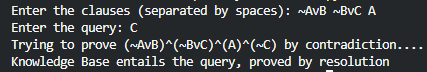 Enter the clauses (separated by spaces): ~AvB ~BvC A
Enter the query: C
Trying to prove (~AvB)^(~BvC)^(A)^(~C) by contradiction....
Knowledge Base entails the query, proved by resolution